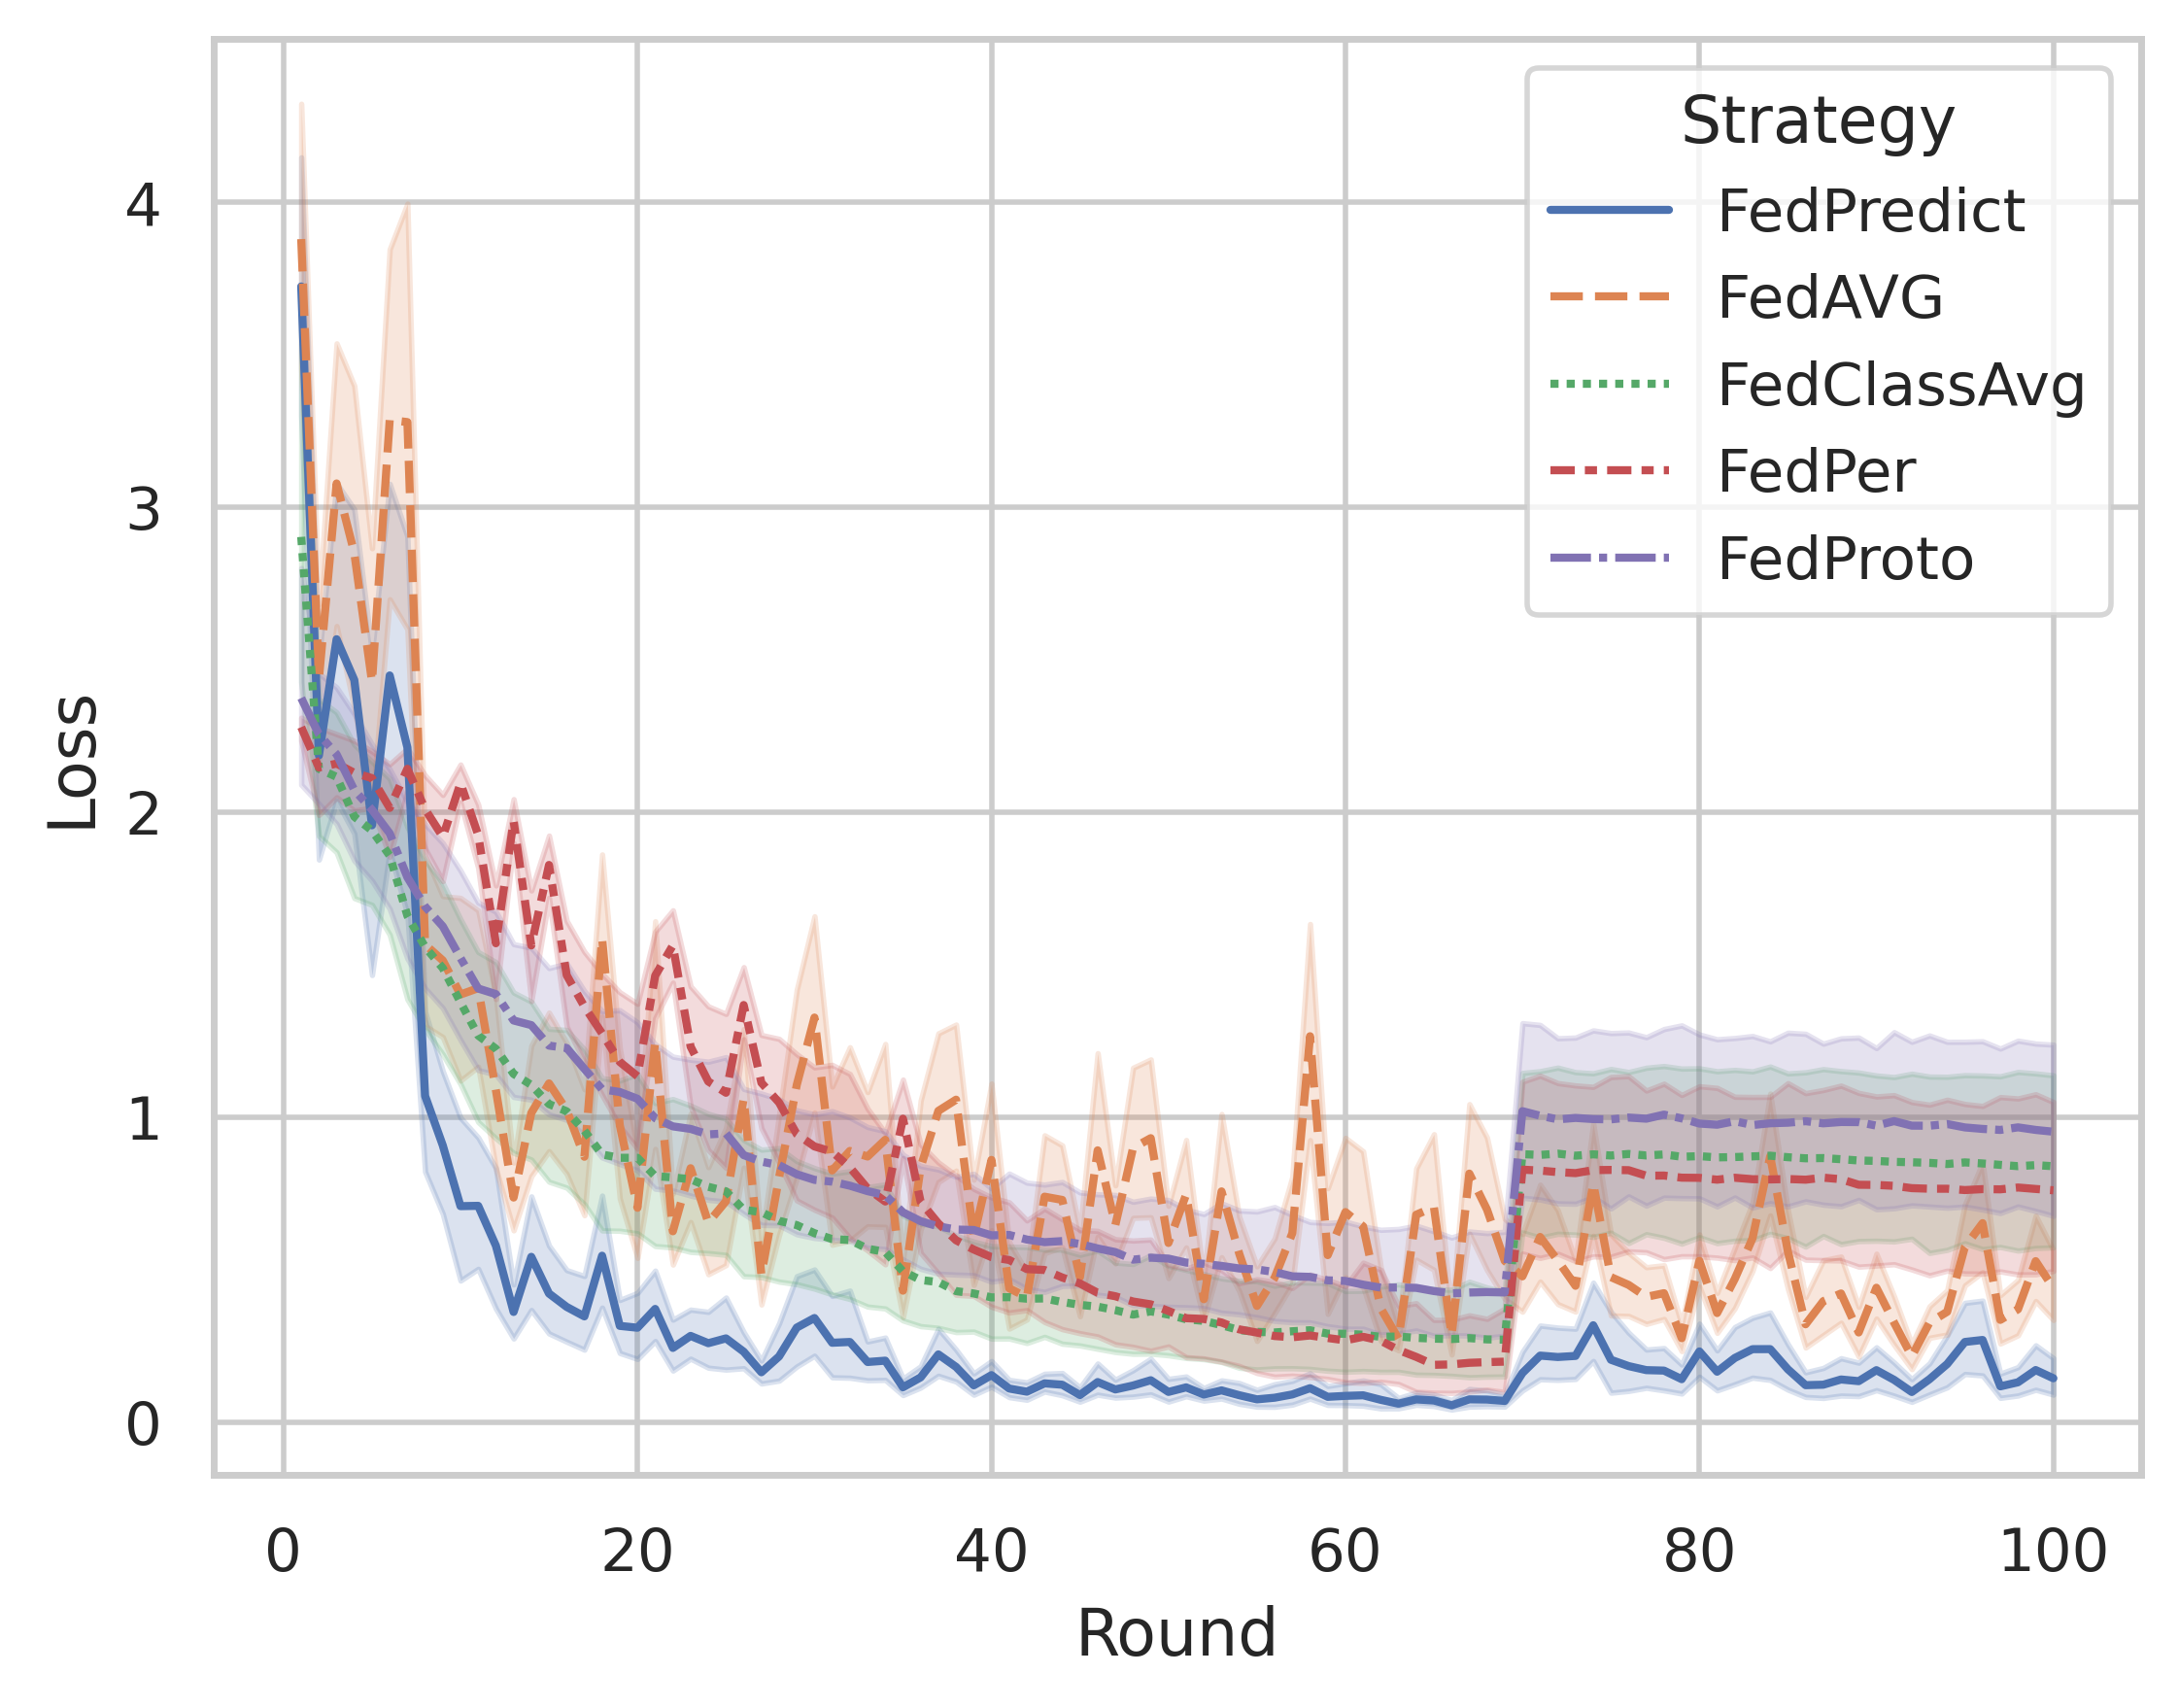 Strategy
FedPredict
FedAVG
FedClassAvg
FedPer
FedProto
Loss
4
3
2
1
0
0 20 40 60 80 100
Round